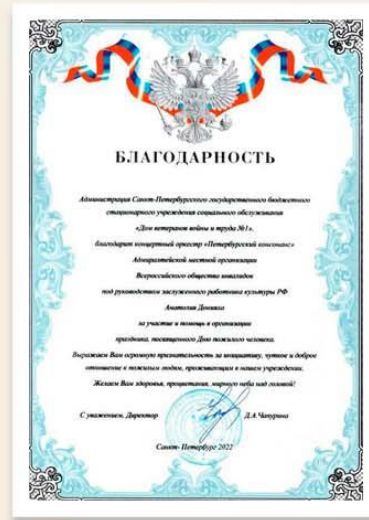 БЛАГОДАРНОСТЬ
Администрация Санкт-Петербургского государственного бюджетного
стационарного учреждения социального обслуживания
«Дом ветеранов войны и труда №1».
благодарит концертный оркестр «Петербургский консонанс»
Адмиралтейской местной организации
Всероссийского общества инвалидов
под руководством заслуженного работника культуры РФ
Анатолия
за участие и помощь в организации
праздника, посвященного Дню пожилого человека.
Выражаем Вам огромную признательность за инициативу, чуткое и доброе
отношение к пожилым людям, проживающим в нашем учреждении.
Желаем Вам здоровья, процветания, мирного неба над головой!
С уважением, Директор Д.А.Чапурина
Санкт- Петербург 2022